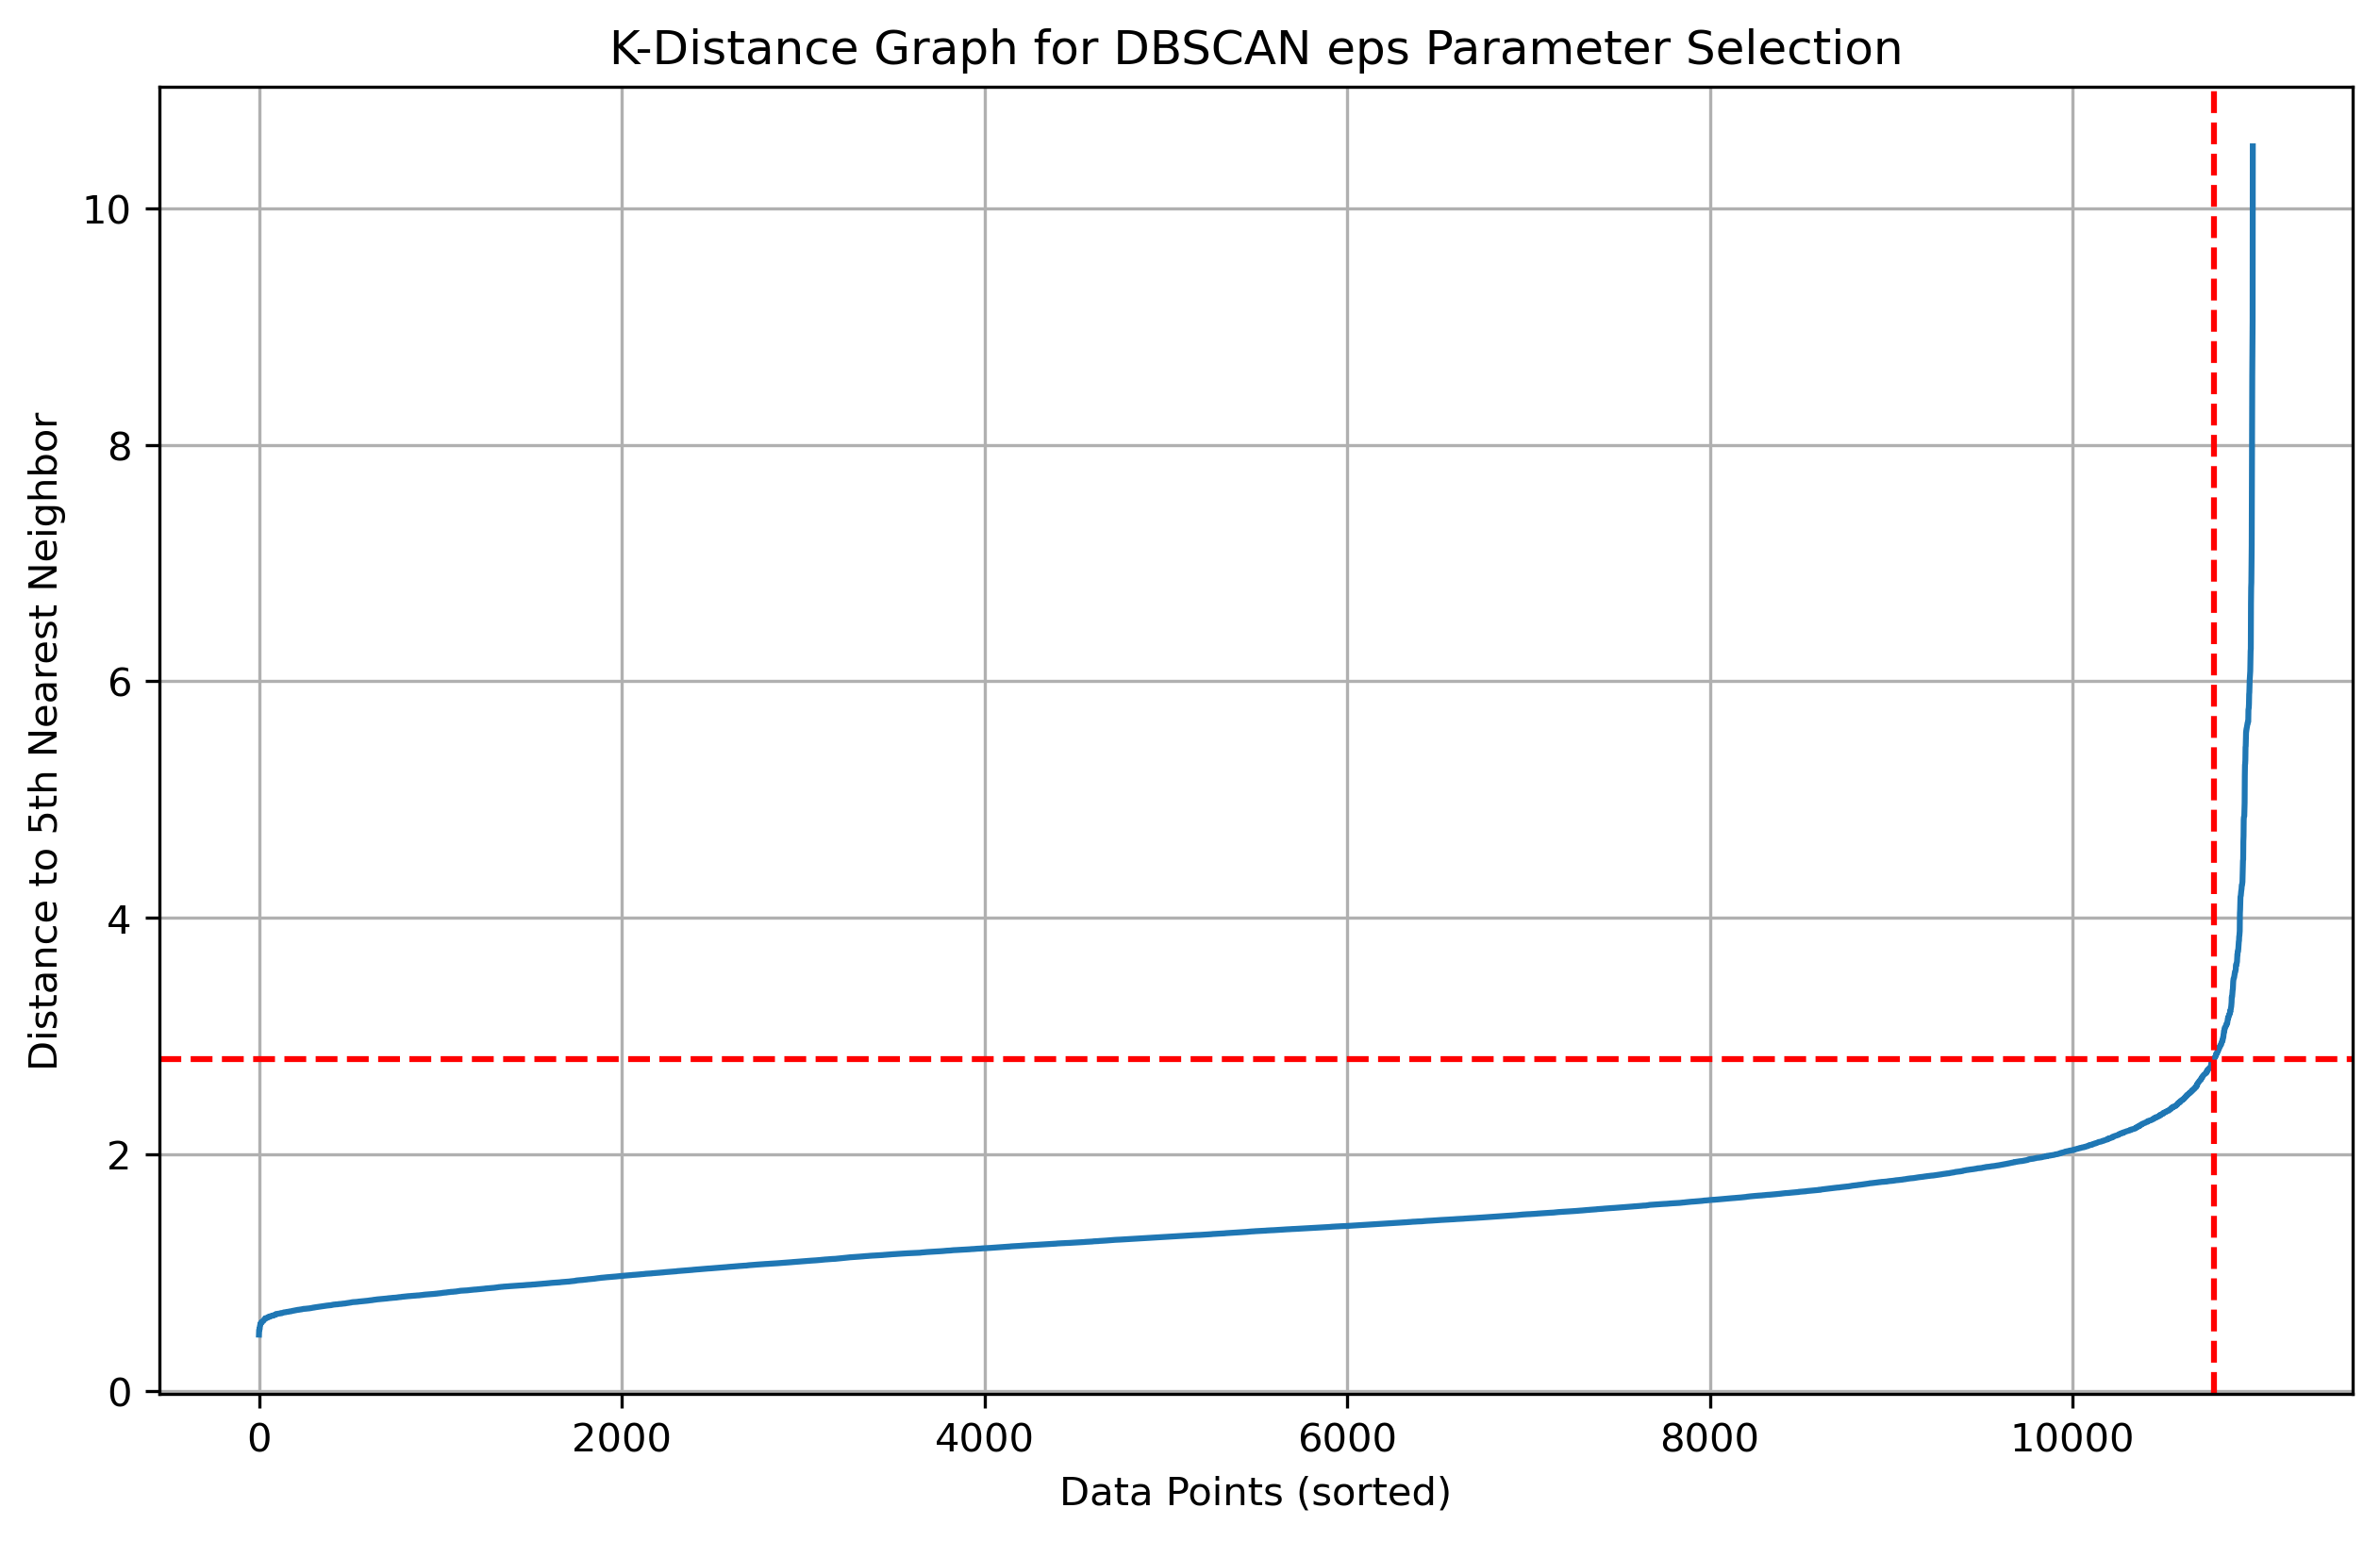 K-Distance Graph for DBSCAN eps Parameter Selection
Distance to 5th Nearest Neighbor
10
8
6
4
2
0
0 2000 4000 6000 8000 10000
Data Points (sorted)